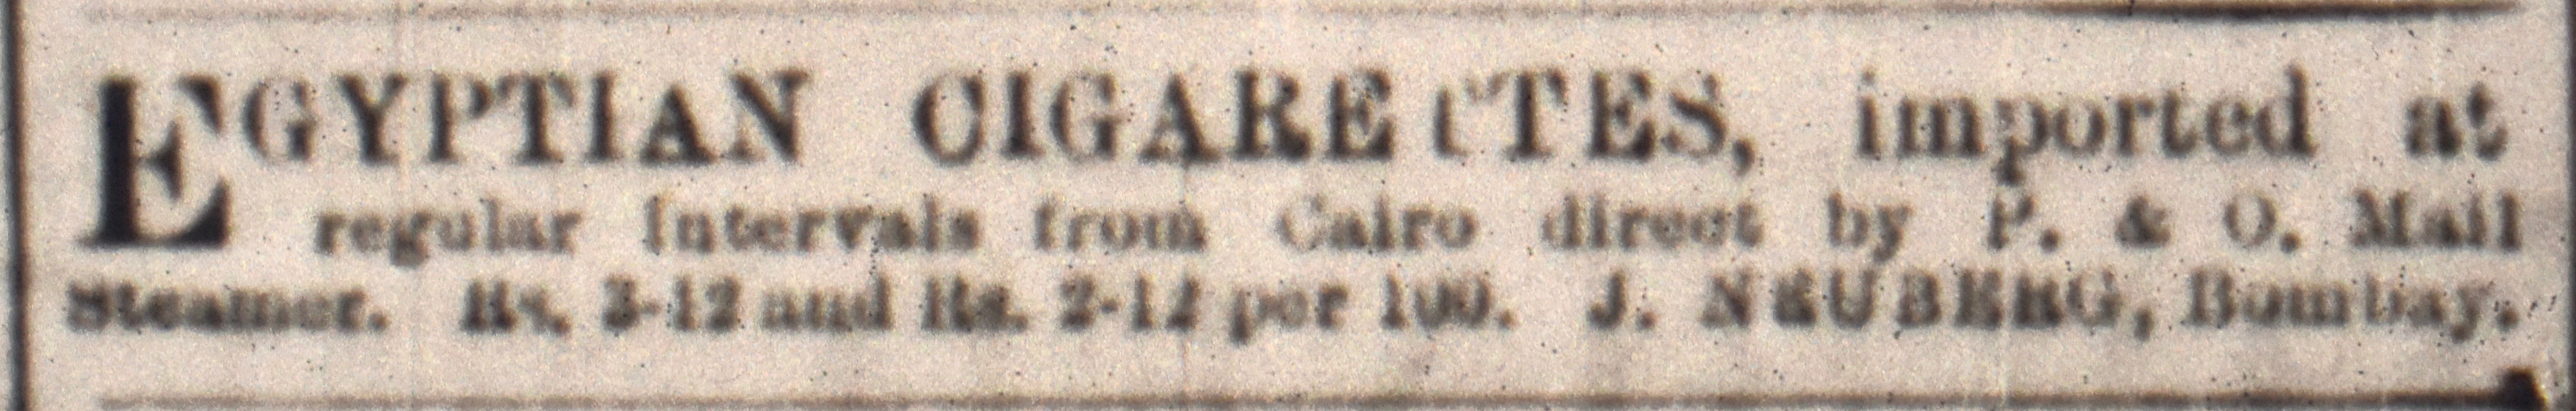 EGYPTIAN CIGARETTES, imported at
regular intervals from Cairo direct by P. & O. Mail
Steamer. Rs. 3-12 and Rs. 2-12 per 100. J. NEUBERG, Bombay.